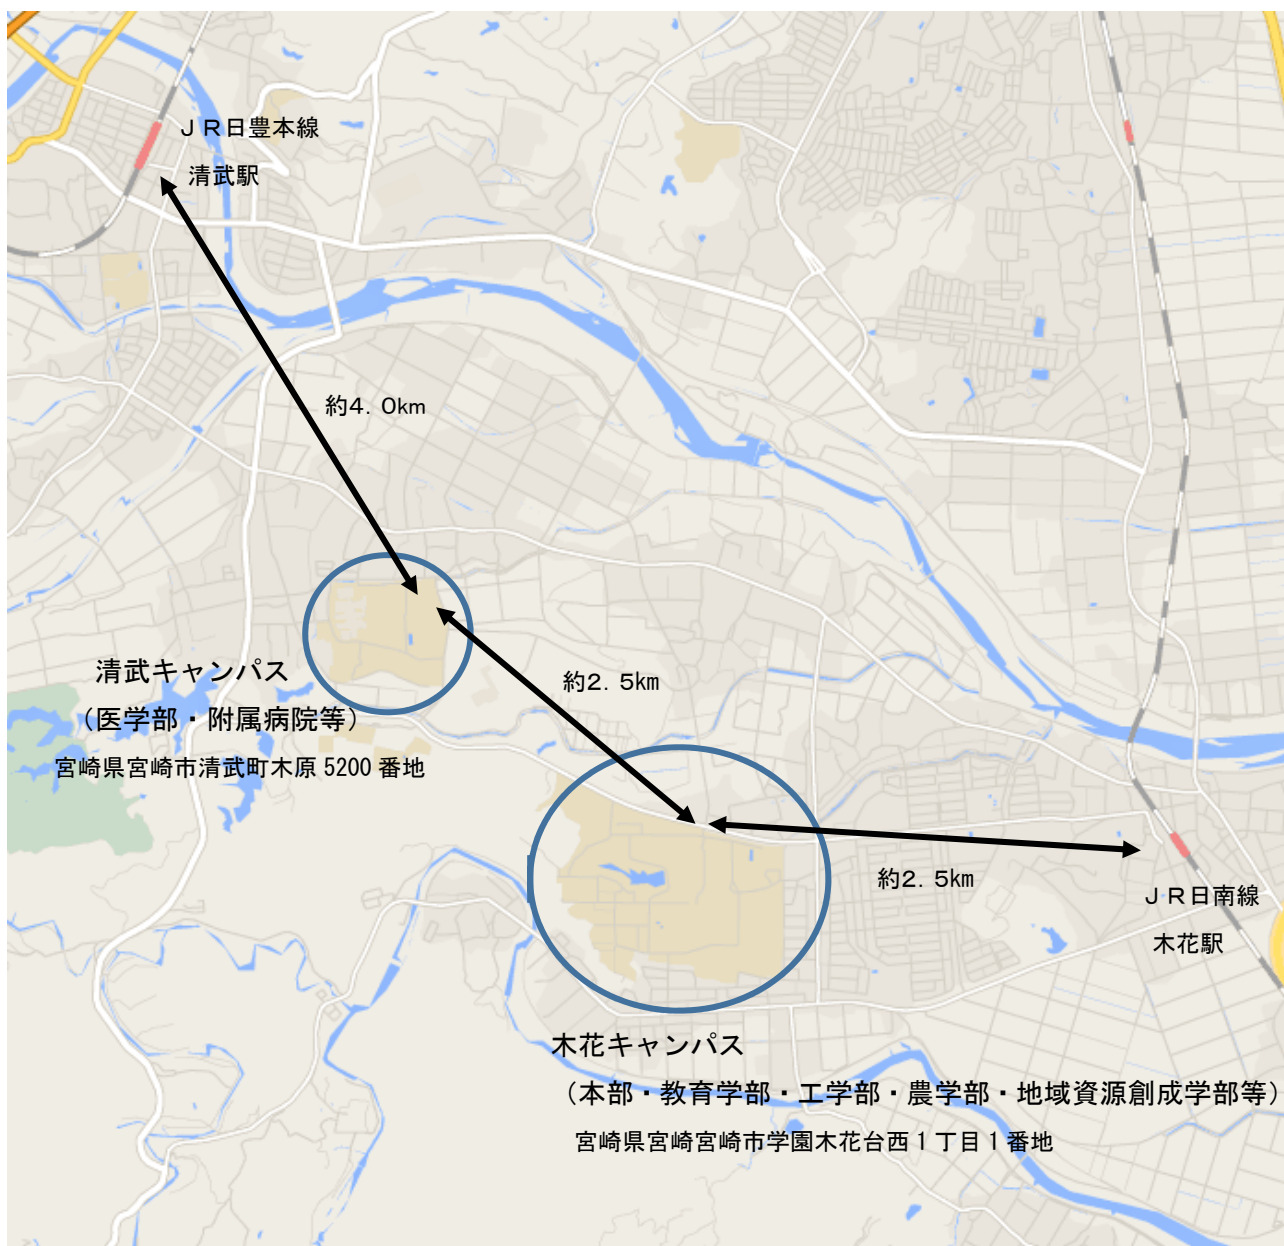 ＪＲ日豊本線
清武駅
約4．0km
清武キャンパス
（医学部・附属病院等）
宮崎県宮崎市清武町木原 5200 番地
約2．5㎞
約2．5㎞
ＪＲ日南線
木花駅
木花キャンパス
（本部・教育学部・工学部・農学部・地域資源創成学部等）
宮崎県宮崎宮崎市学園木花台西１丁目１番地